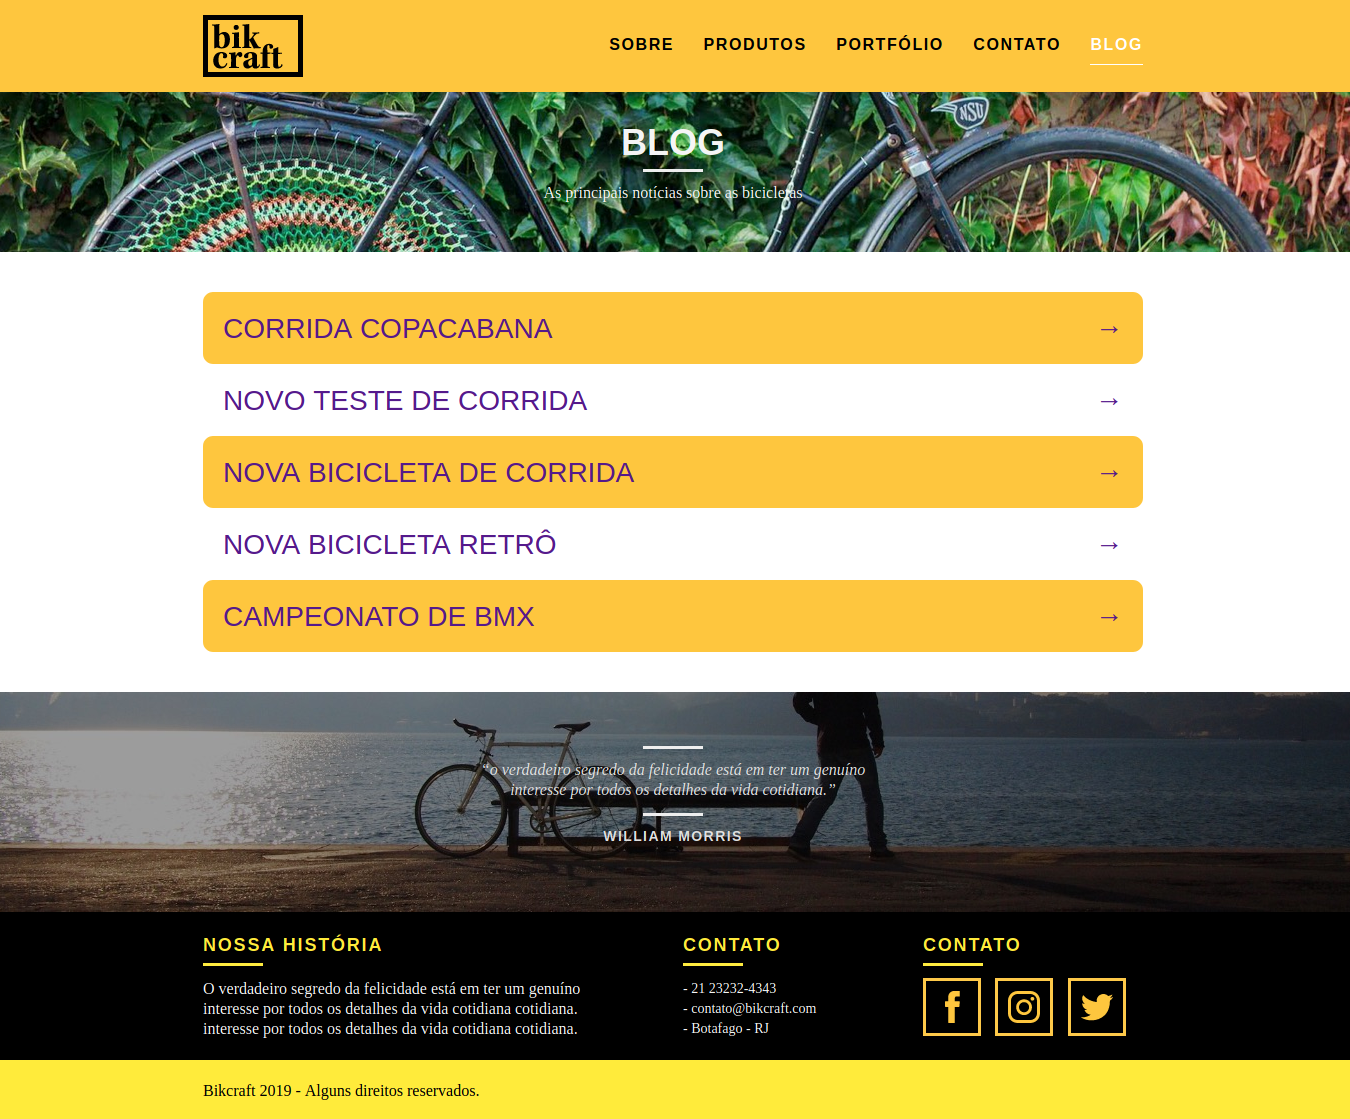 bik
craft
SOBRE PRODUTOS PORTFÓLIO CONTATO BLOG
NSU
BLOG
As principais notícias sobre as bicicletas
CORRIDA COPACABANA →
NOVO TESTE DE CORRIDA →
NOVA BICICLETA DE CORRIDA →
NOVA BICICLETA RETRÔ →
CAMPEONATO DE BMX →
“o verdadeiro segredo da felicidade está em ter um genuíno
interesse por todos os detalhes da vida cotidiana.”
WILLIAM MORRIS
NOSSA HISTÓRIA
O verdadeiro segredo da felicidade está em ter um genuíno
interesse por todos os detalhes da vida cotidiana cotidiana.
interesse por todos os detalhes da vida cotidiana cotidiana.
CONTATO
- 21 23232-4343
- contato@bikcraft.com
- Botafago - RJ
CONTATO
Bikcraft 2019 - Alguns direitos reservados.